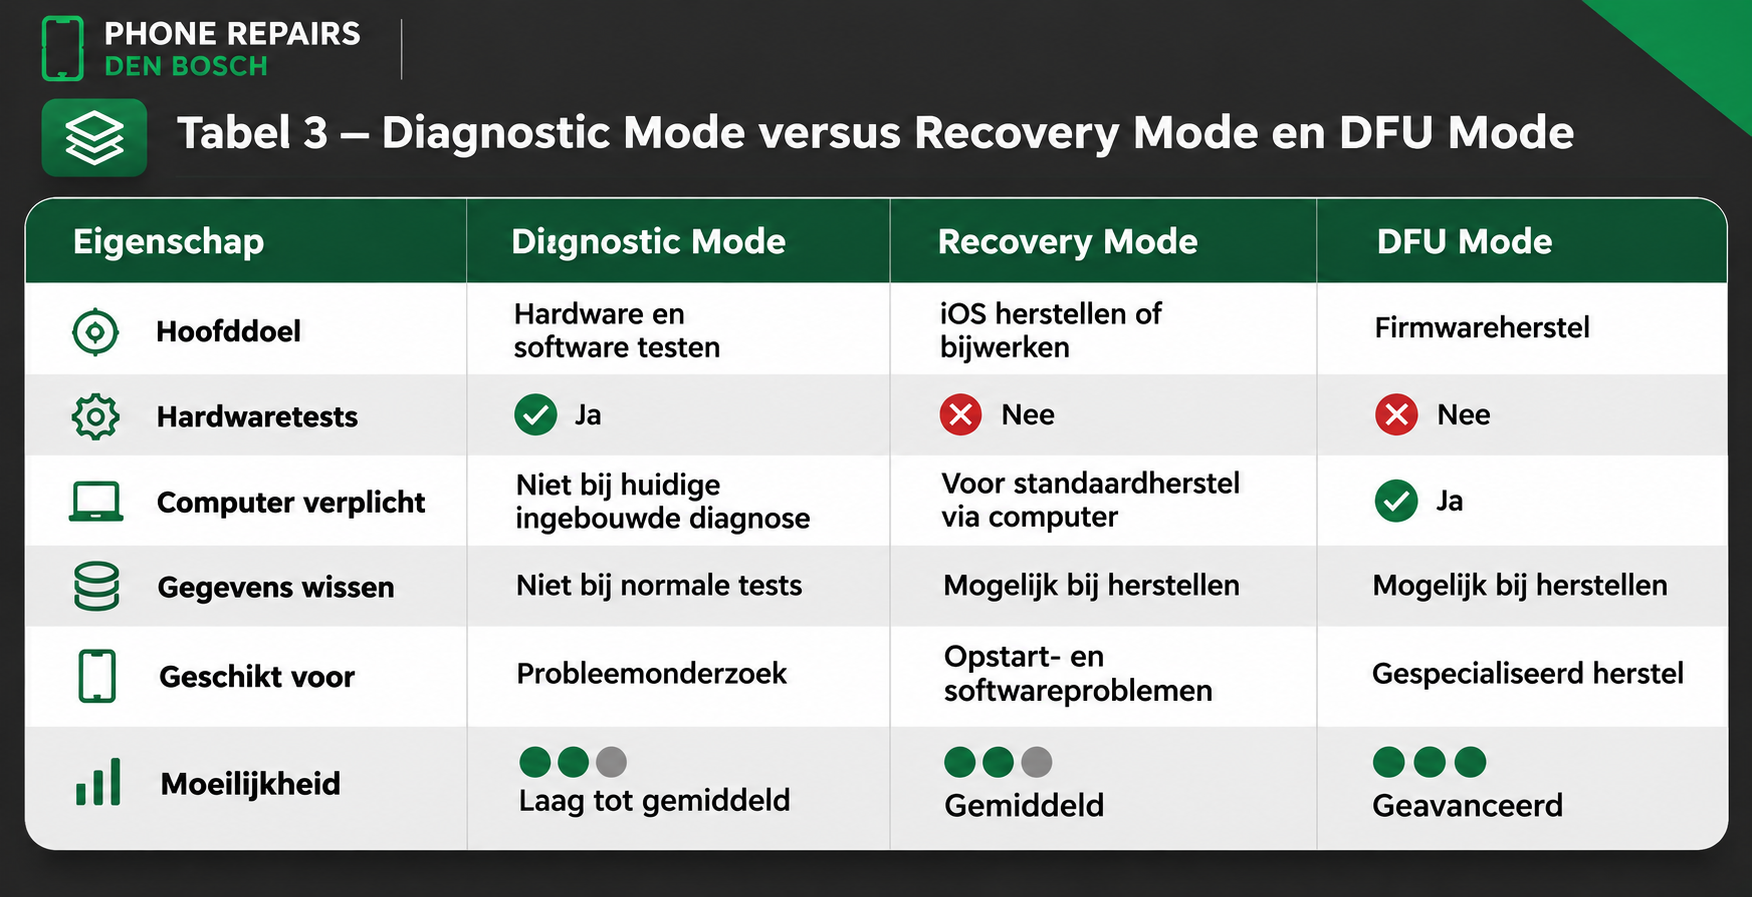 PHONE REPAIRS
DEN BOSCH
Tabel 3 – Diagnostic Mode versus Recovery Mode en DFU Mode
Eigenschap
Diagnostic Mode
Recovery Mode
DFU Mode
Hoofddoel
Hardware en
software testen
iOS herstellen of
bijwerken
Firmwareherstel
Hardwaretests
Ja
Nee
Nee
Computer verplicht
Niet bij huidige
ingebouwde diagnose
Voor standaardherstel
via computer
Ja
Gegevens wissen
Niet bij normale tests
Mogelijk bij herstellen
Mogelijk bij herstellen
Geschikt voor
Probleemonderzoek
Opstart- en
softwareproblemen
Gespecialiseerd herstel
Moeilijkheid
Laag tot gemiddeld
Gemiddeld
Geavanceerd